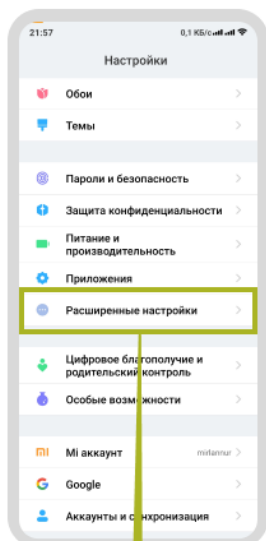 21:57 0,1 КБ/с
Настройки
Обои
Темы
Пароли и безопасность
Защита конфиденциальности
Питание и
производительность
Приложения
Расширенные настройки
Цифровое благополучие и
родительский контроль
Особые возможности
Mi аккаунт mirlannur
Google
Аккаунты и синхронизация